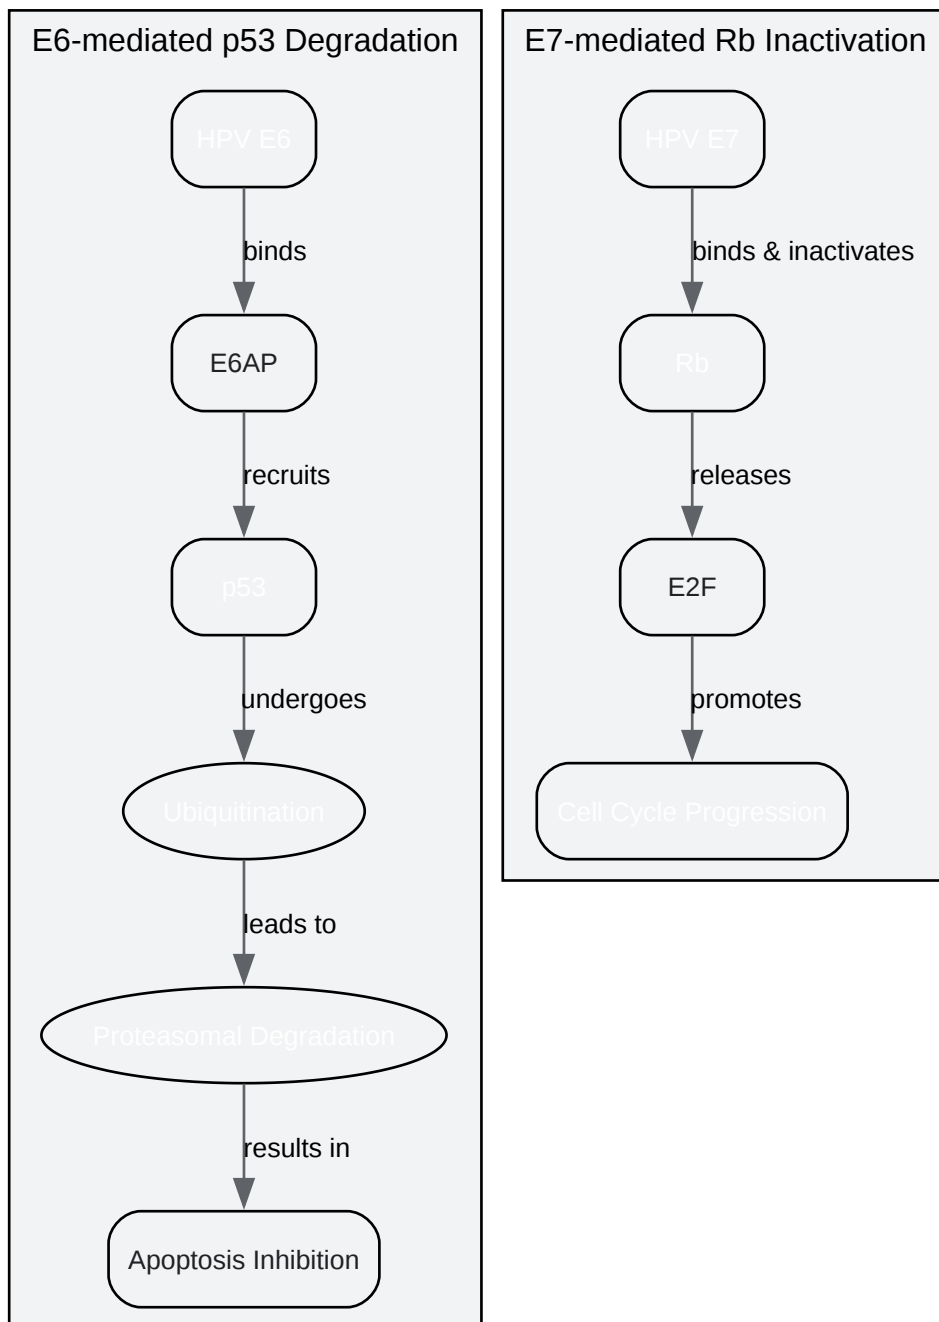 E6-mediated p53 Degradation
HPV E6
binds
E6AP
recruits
p53
undergoes
Ubiquitination
leads to
Proteasomal Degradation
results in
Apoptosis Inhibition
E7-mediated Rb Inactivation
HPV E7
binds & inactivates
Rb
releases
E2F
promotes
Cell Cycle Progression